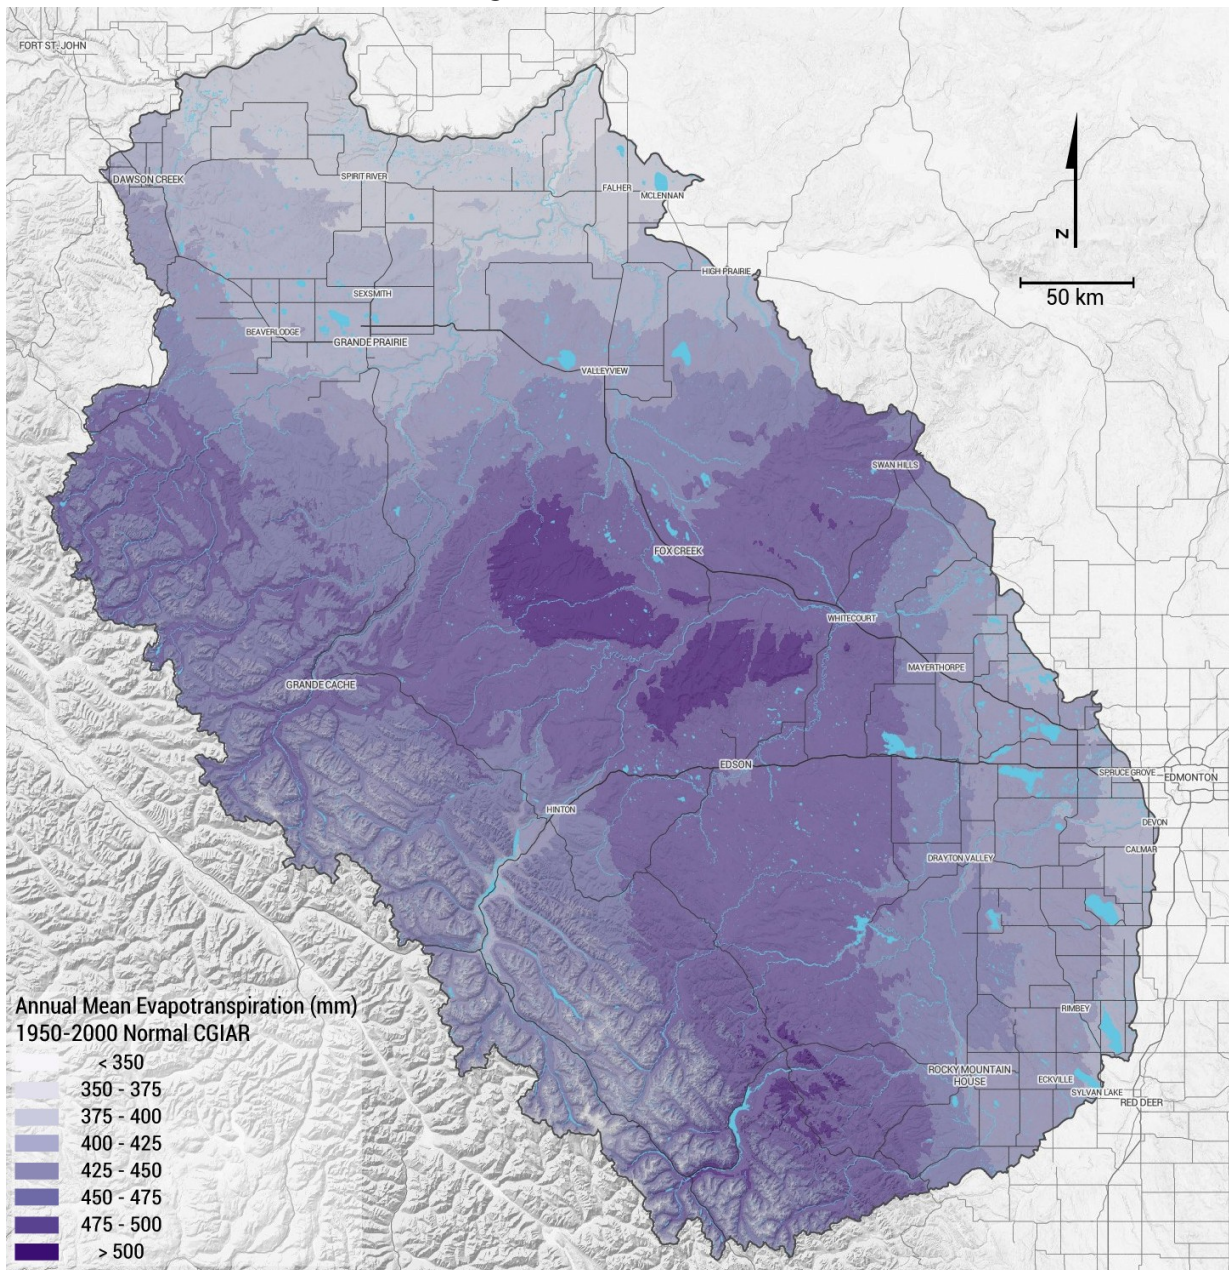 FORT ST. JOHN
DAWSON CREEK
SPIRIT RIVER
FALHER
MCLENNAN
N
HIGH PRAIRIE
50 km
SEXSMITH
BEAVERLODGE
GRANDE PRAIRIE
VALLEYVIEW
SWAN HILLS
FOX CREEK
WHITECOURT
MAYERTHORPE
GRANDE CACHE
EDSON
SPRUCE GROVE
EDMONTON
HINTON
DEVON
CALMAR
DRAYTON VALLEY
RIMBEY
ROCKY MOUNTAIN
HOUSE
ECKVILLE
SYLVAN LAKE
RED DEER
Annual Mean Evapotranspiration (mm)
1950-2000 Normal CGIAR
< 350
350 - 375
375 - 400
400 - 425
425 - 450
450 - 475
475 - 500
> 500